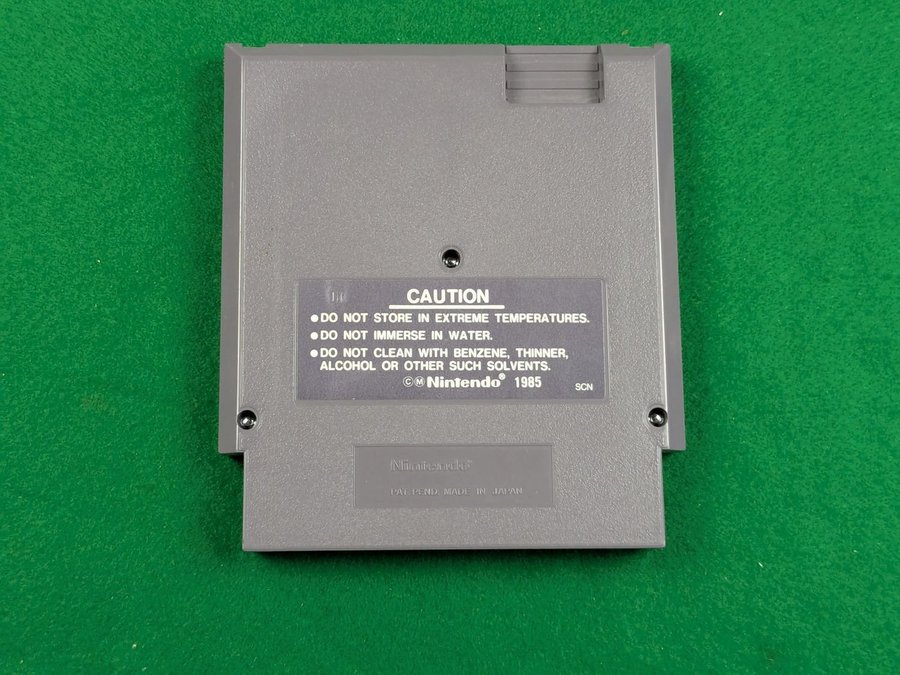 CAUTION
●DO NOT STORE IN EXTREME TEMPERATURES.
●DO NOT IMMERSE IN WATER.
●DO NOT CLEAN WITH BENZENE, THINNER,
ALCOHOL OR OTHER SUCH SOLVENTS.
ⒸⓂNintendo® 1985 SCN
Nintendo
PAT. PEND. MADE IN JAPAN